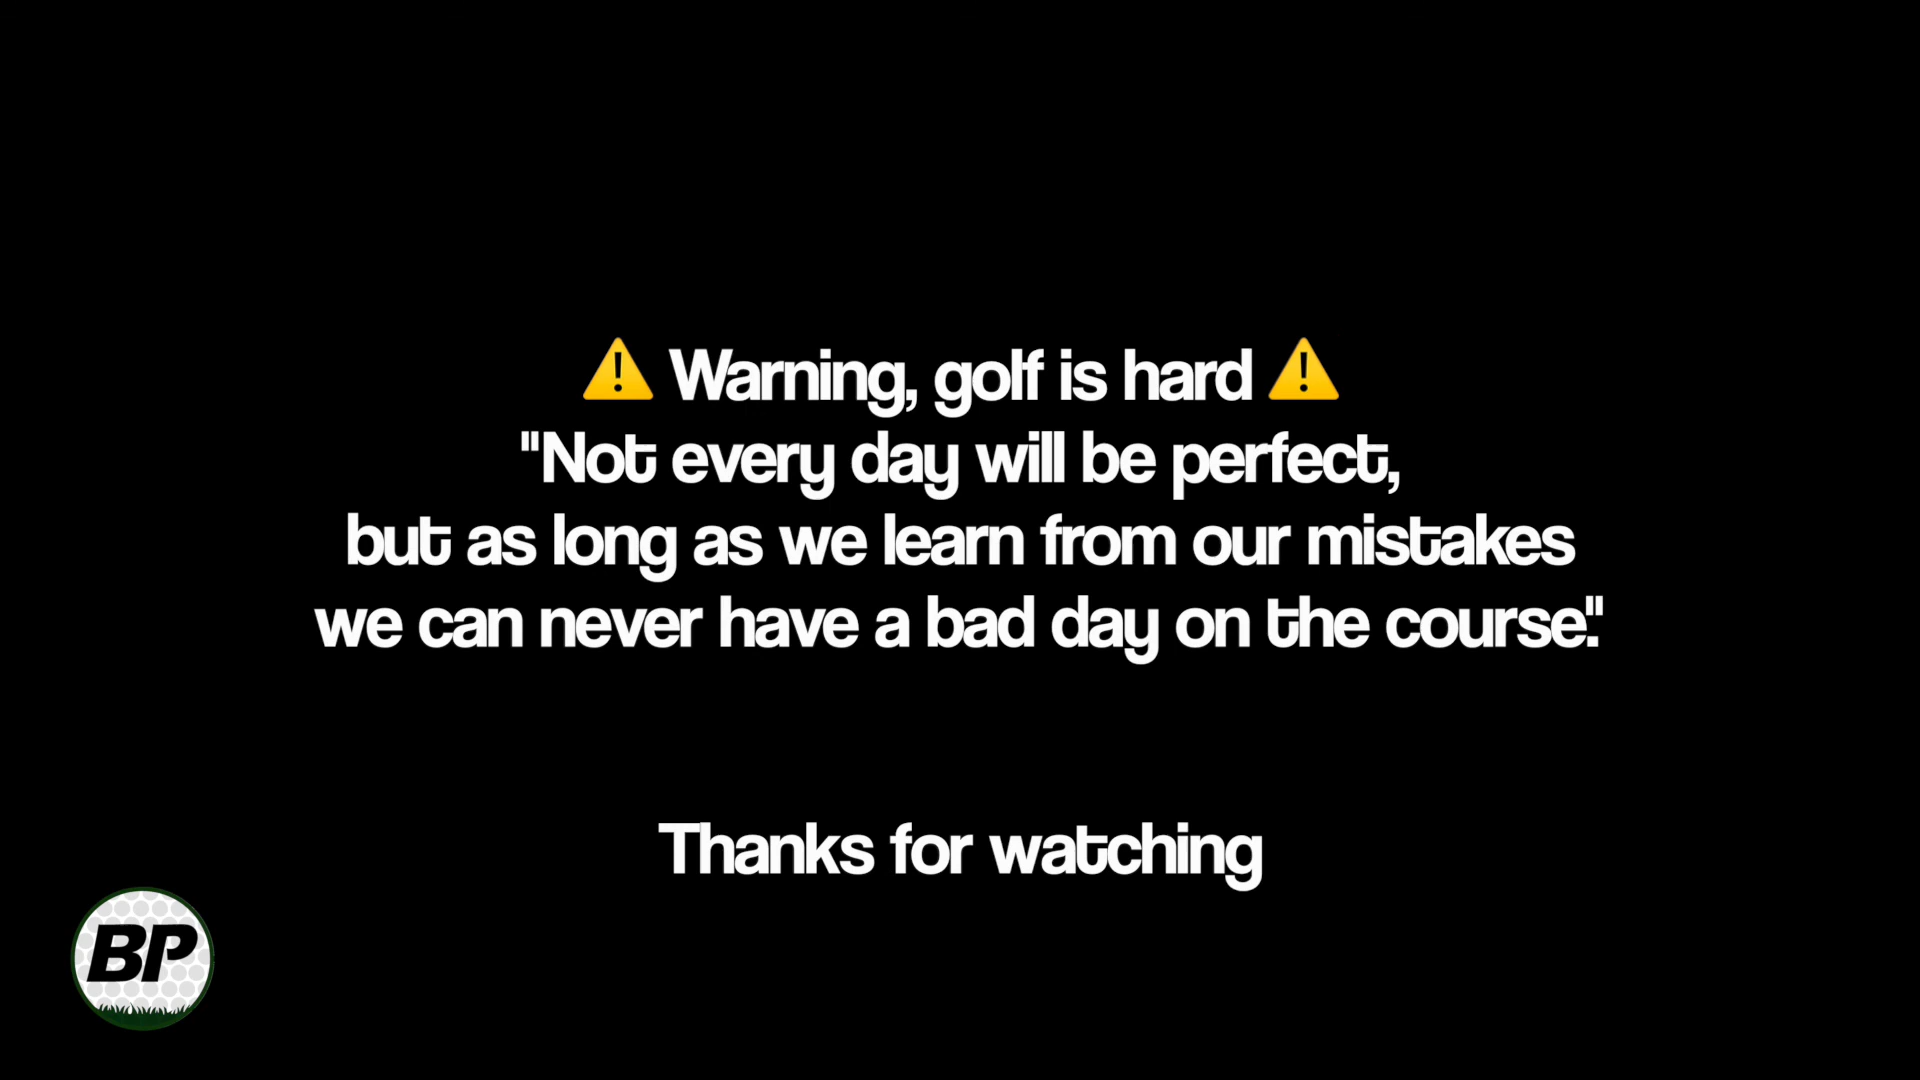 ⚠️ Warning, golf is hard ⚠️
"Not every day will be perfect,
but as long as we learn from our mistakes
we can never have a bad day on the course."
Thanks for watching
BP